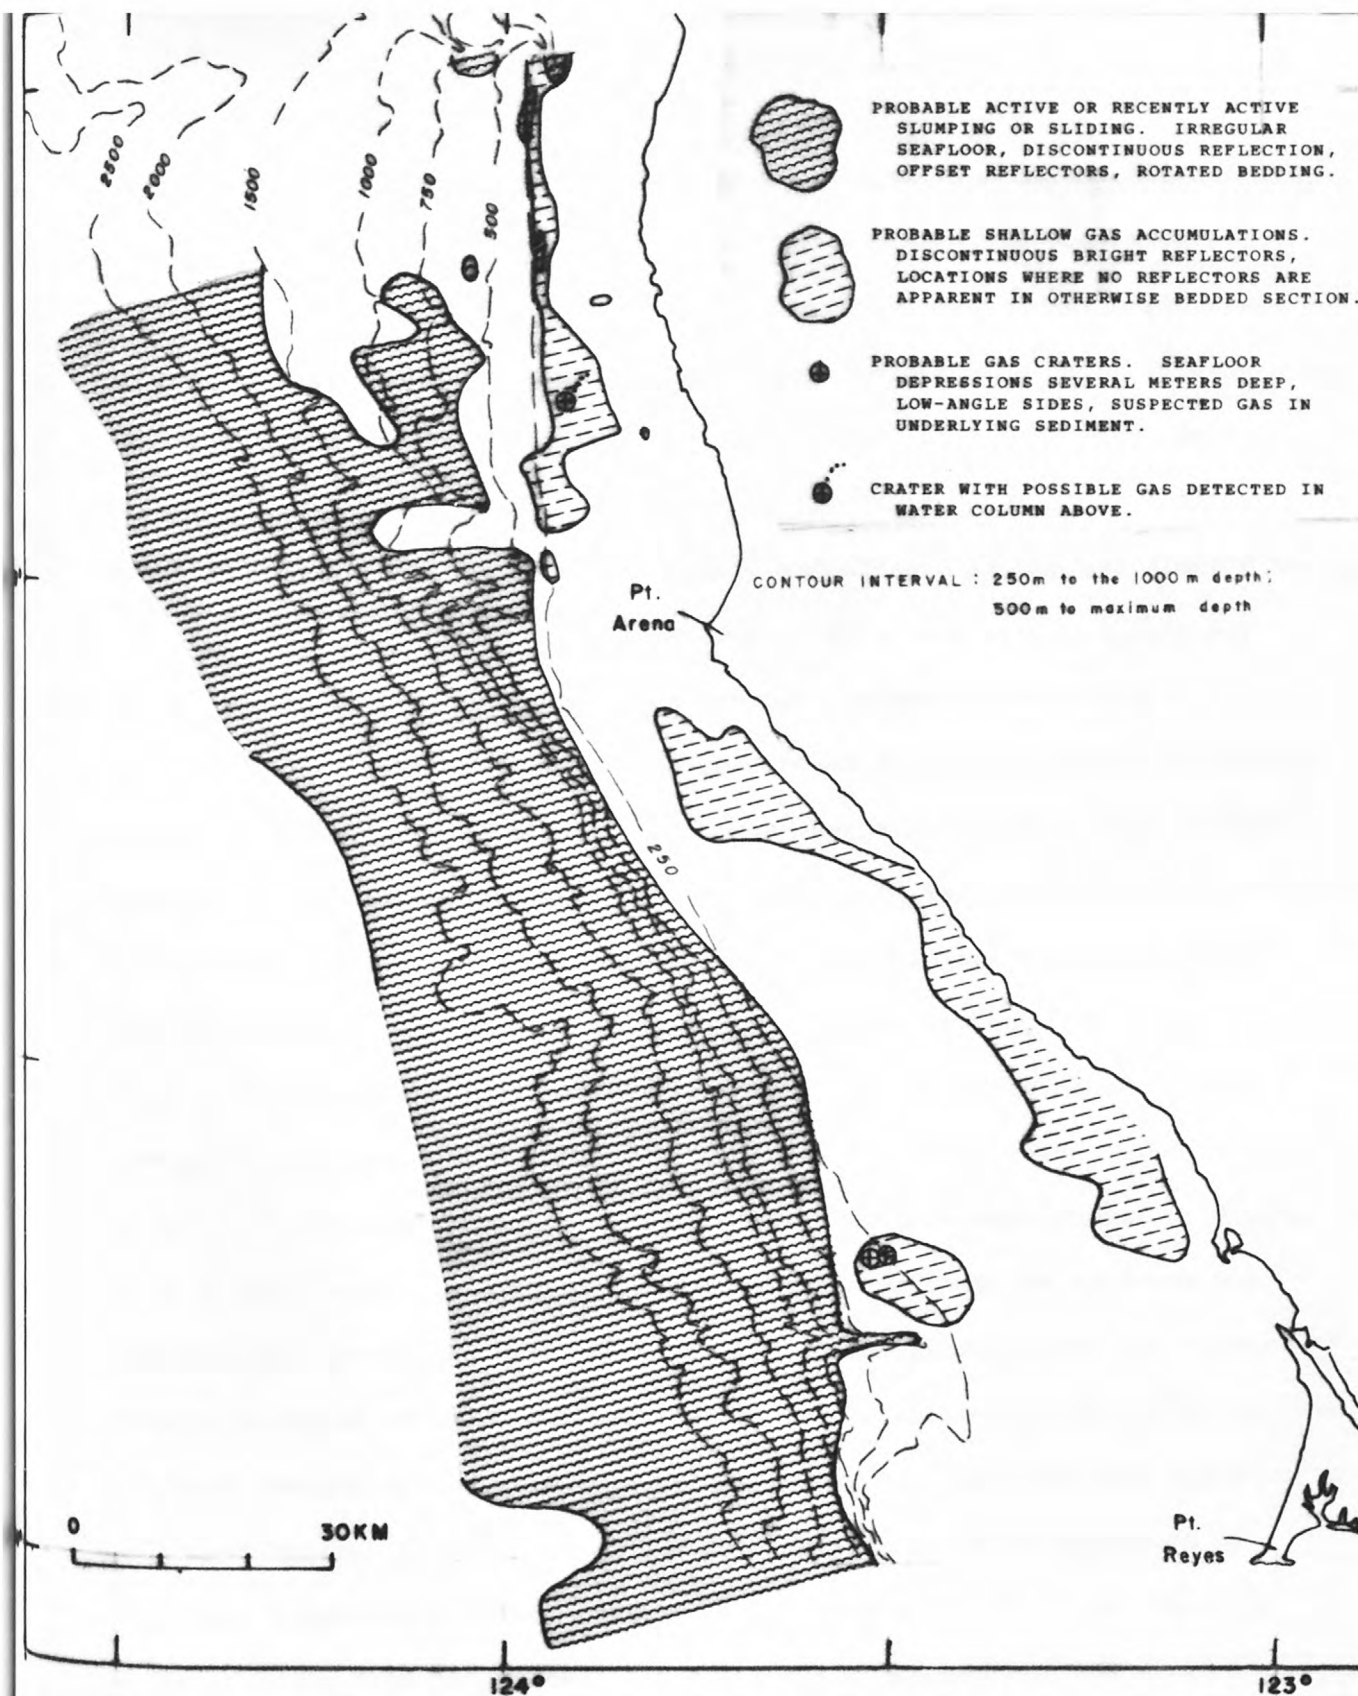 PROBABLE ACTIVE OR RECENTLY ACTIVE
SLUMPING OR SLIDING. IRREGULAR
SEAFLOOR, DISCONTINUOUS REFLECTION,
OFFSET REFLECTORS, ROTATED BEDDING.
PROBABLE SHALLOW GAS ACCUMULATIONS.
DISCONTINUOUS BRIGHT REFLECTORS,
LOCATIONS WHERE NO REFLECTORS ARE
APPARENT IN OTHERWISE BEDDED SECTION.
PROBABLE GAS CRATERS. SEAFLOOR
DEPRESSIONS SEVERAL METERS DEEP,
LOW-ANGLE SIDES, SUSPECTED GAS IN
UNDERLYING SEDIMENT.
CRATER WITH POSSIBLE GAS DETECTED IN
WATER COLUMN ABOVE.
CONTOUR INTERVAL : 250m to the 1000m depth;
500m to maximum depth
2500
2000
1500
1000
750
500
Pt.
Arena
250
0 30KM
Pt.
Reyes
124°
123°